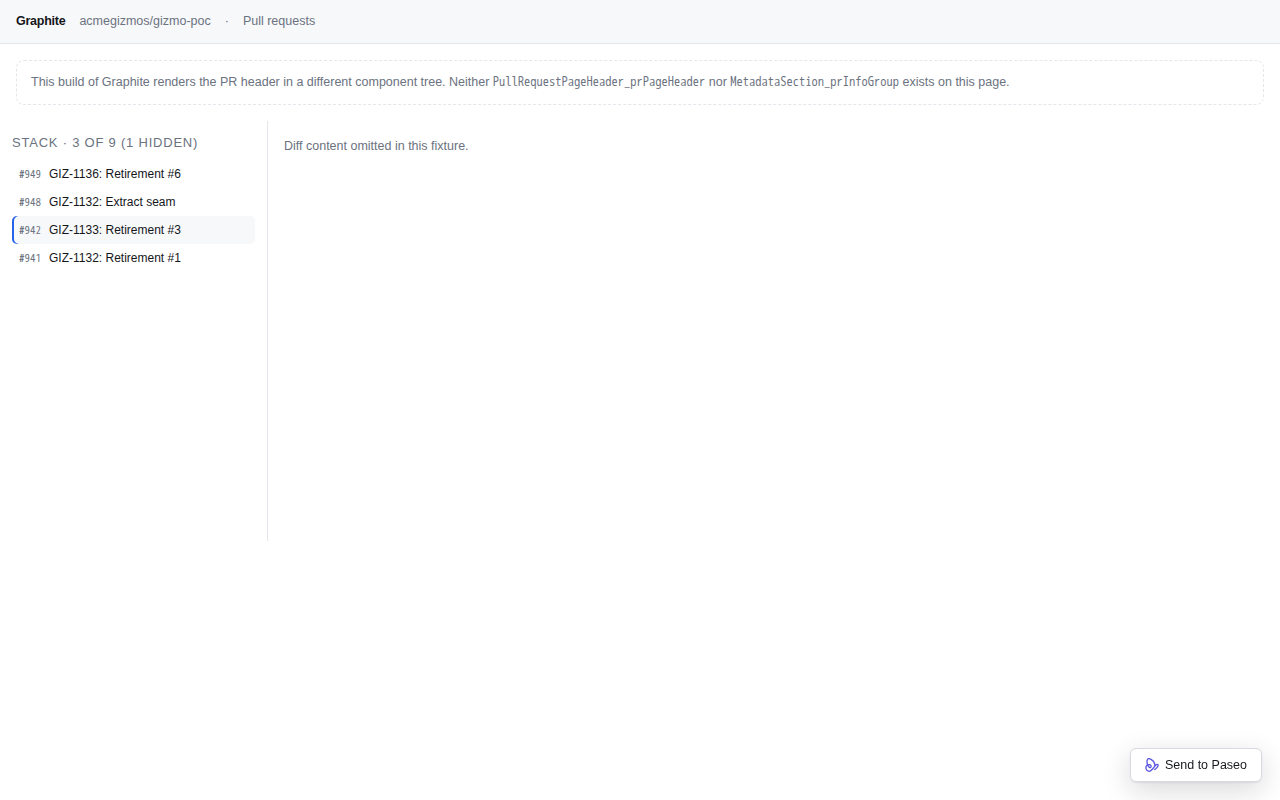 Graphite acmegizmos/gizmo-poc · Pull requests
This build of Graphite renders the PR header in a different component tree. Neither PullRequestPageHeader_prPageHeader nor MetadataSection_prInfoGroup exists on this page.
STACK · 3 OF 9 (1 HIDDEN)
#949 GIZ-1136: Retirement #6
#948 GIZ-1132: Extract seam
#942 GIZ-1133: Retirement #3
#941 GIZ-1132: Retirement #1
Diff content omitted in this fixture.
Send to Paseo